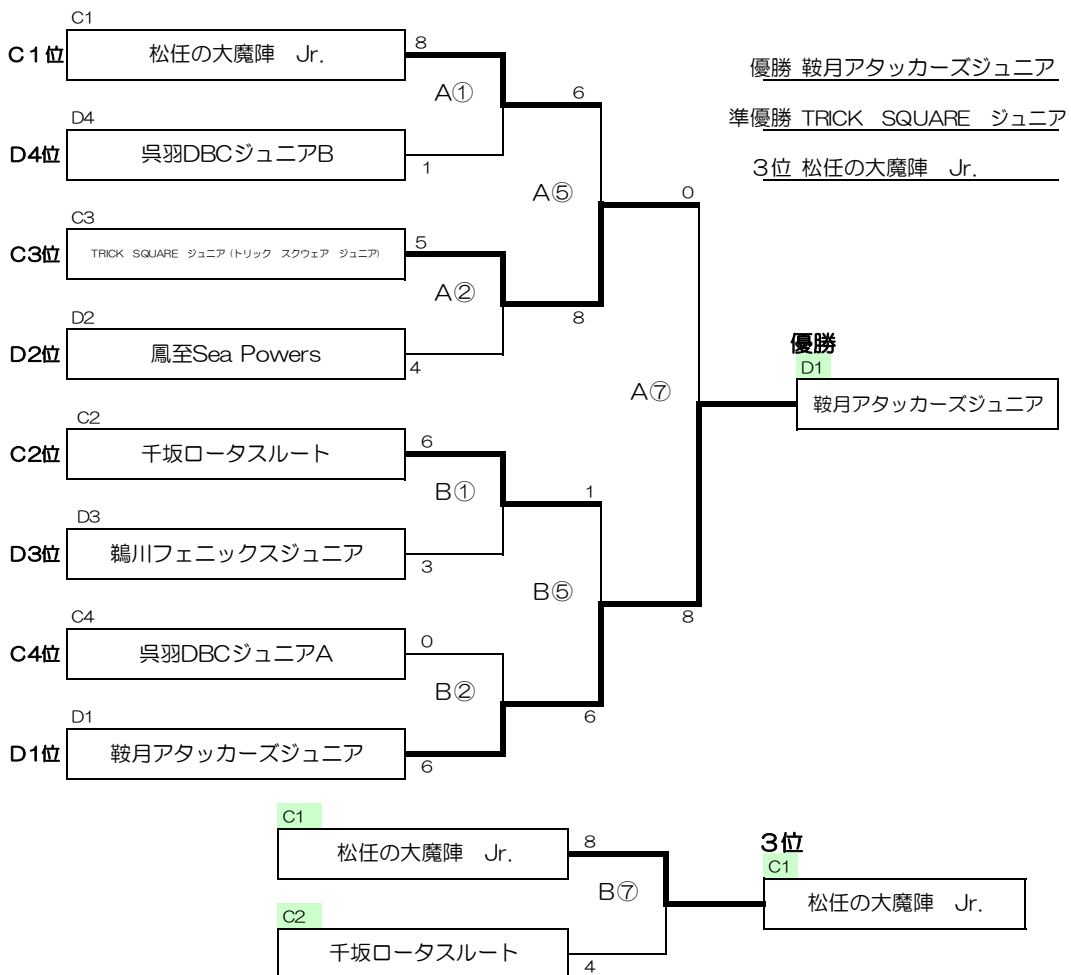 C1
C1位 松任の大魔陣　Jr. 8
A① 6
優勝 鞍月アタッカーズジュニア
D4
準優勝 TRICK　SQUARE　ジュニア
D4位 呉羽DBCジュニアB 1
3位 松任の大魔陣　Jr.
A⑤ 0
C3
C3位 TRICK　SQUARE　ジュニア (トリック　スクウェア　ジュニア) 5
A② 8
D2
D2位 鳳至Sea Powers 4
優勝
D1
A⑦ 鞍月アタッカーズジュニア
C2
C2位 千坂ロータスルート 6
B① 1
D3
D3位 鵜川フェニックスジュニア 3
B⑤ 8
C4
C4位 呉羽DBCジュニアA 0
B② 6
D1
D1位 鞍月アタッカーズジュニア 6
C1
松任の大魔陣　Jr. 8
3位
C1
B⑦ 松任の大魔陣　Jr.
C2
千坂ロータスルート 4